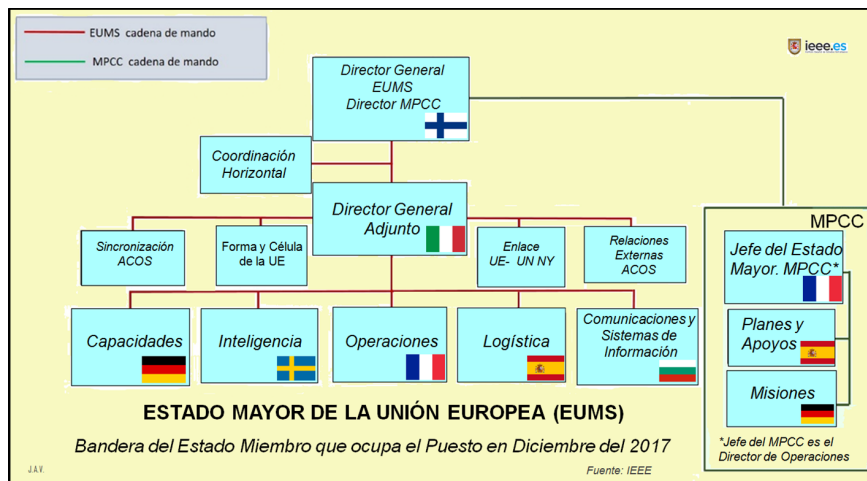 EUMS cadena de mando
MPCC cadena de mando
ieee.es
Director General
EUMS
Director MPCC
Coordinación
Horizontal
Director General
Adjunto
Sincronización
ACOS
Forma y Célula
de la UE
Enlace
UE- UN NY
Relaciones
Externas
ACOS
MPCC
Jefe del Estado
Mayor. MPCC*
Planes y
Apoyos
Misiones
*Jefe del MPCC es el
Director de Operaciones
Capacidades
Inteligencia
Operaciones
Logística
Comunicaciones y
Sistemas de
Información
ESTADO MAYOR DE LA UNIÓN EUROPEA (EUMS)
Bandera del Estado Miembro que ocupa el Puesto en Diciembre del 2017
J.A.V.
Fuente: IEEE